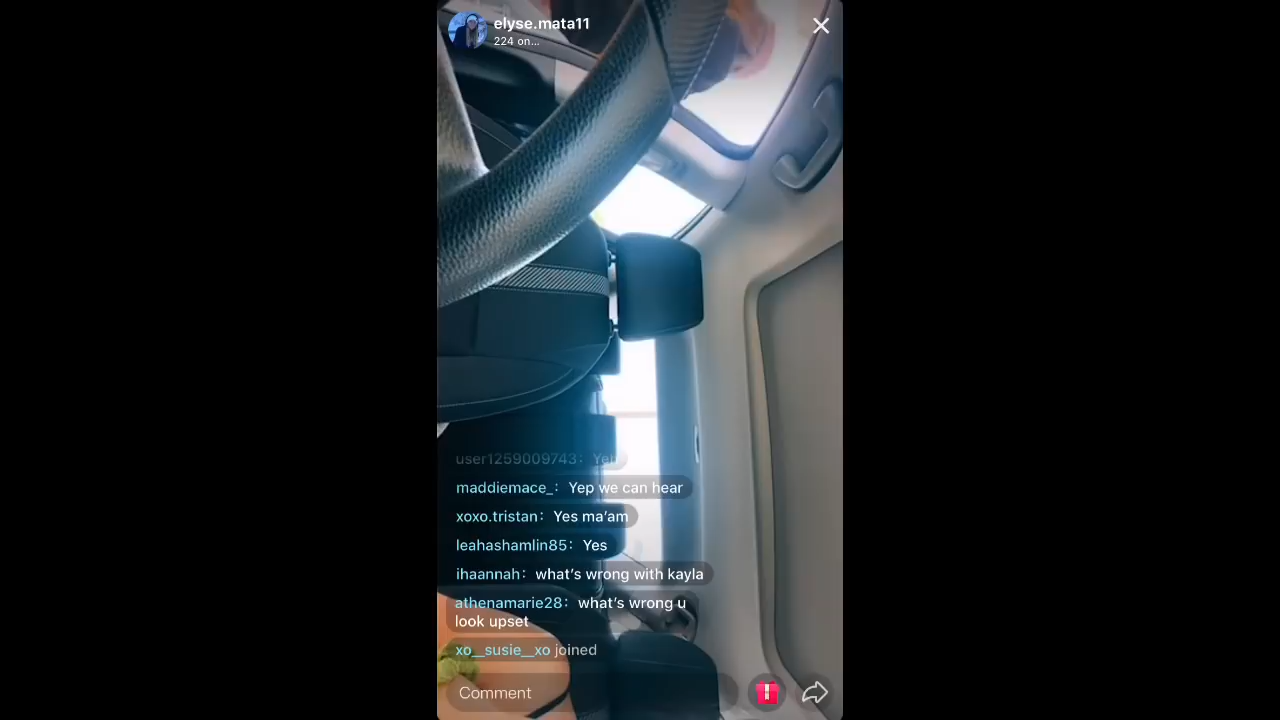 elyse.mata11
224 on...
user1259009743: Yet
maddiemace_: Yep we can hear
xoxo.tristan: Yes ma’am
leahashamlin85: Yes
ihaannah: what’s wrong with kayla
athenamarie28: what’s wrong u
look upset
xo__susie__xo joined
Comment